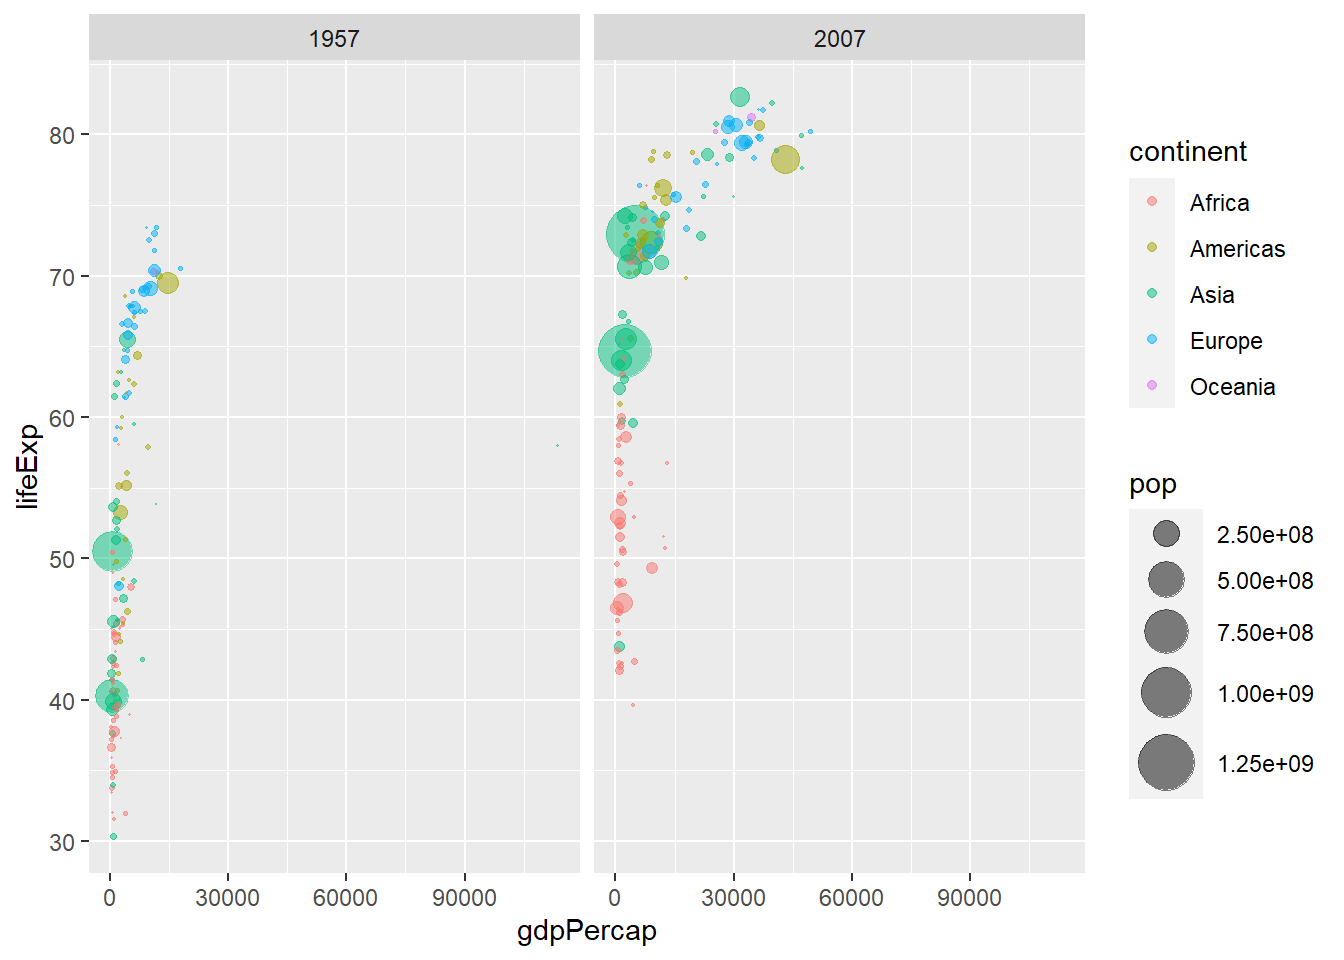 1957
2007
lifeExp
80
70
60
50
40
30
0
30000
60000
90000
0
30000
60000
90000
gdpPercap
continent
Africa
Americas
Asia
Europe
Oceania
pop
2.50e+08
5.00e+08
7.50e+08
1.00e+09
1.25e+09